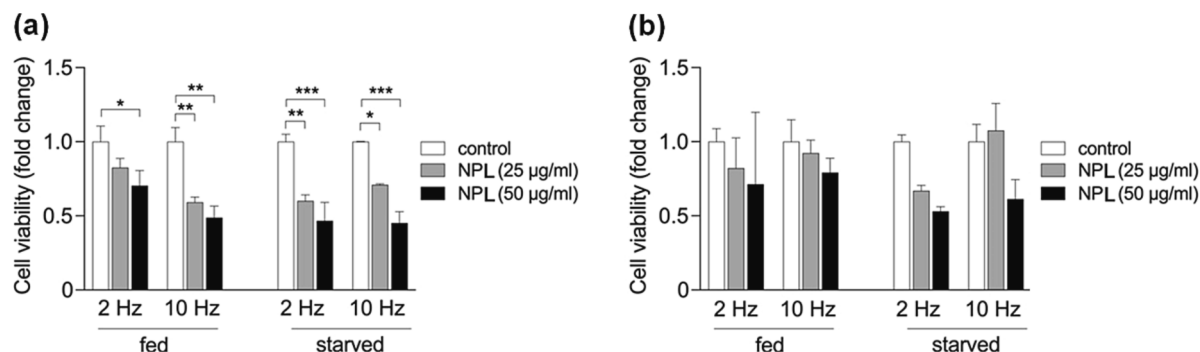 (a)
Cell viability (fold change)
1.5
1.0
0.5
0
*
**
**
***
**
***
*
2 Hz 10 Hz 2 Hz 10 Hz
fed starved
control
NPL (25 µg/ml)
NPL (50 µg/ml)
(b)
Cell viability (fold change)
1.5
1.0
0.5
0
2 Hz 10 Hz 2 Hz 10 Hz
fed starved
control
NPL (25 µg/ml)
NPL (50 µg/ml)